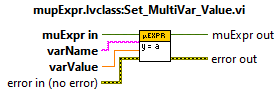 mupExpr.lvclass:Set_MultiVar_Value.vi
muExpr in
varName
varValue
error in (no error)
µEXPR
y = a
muExpr out
error out